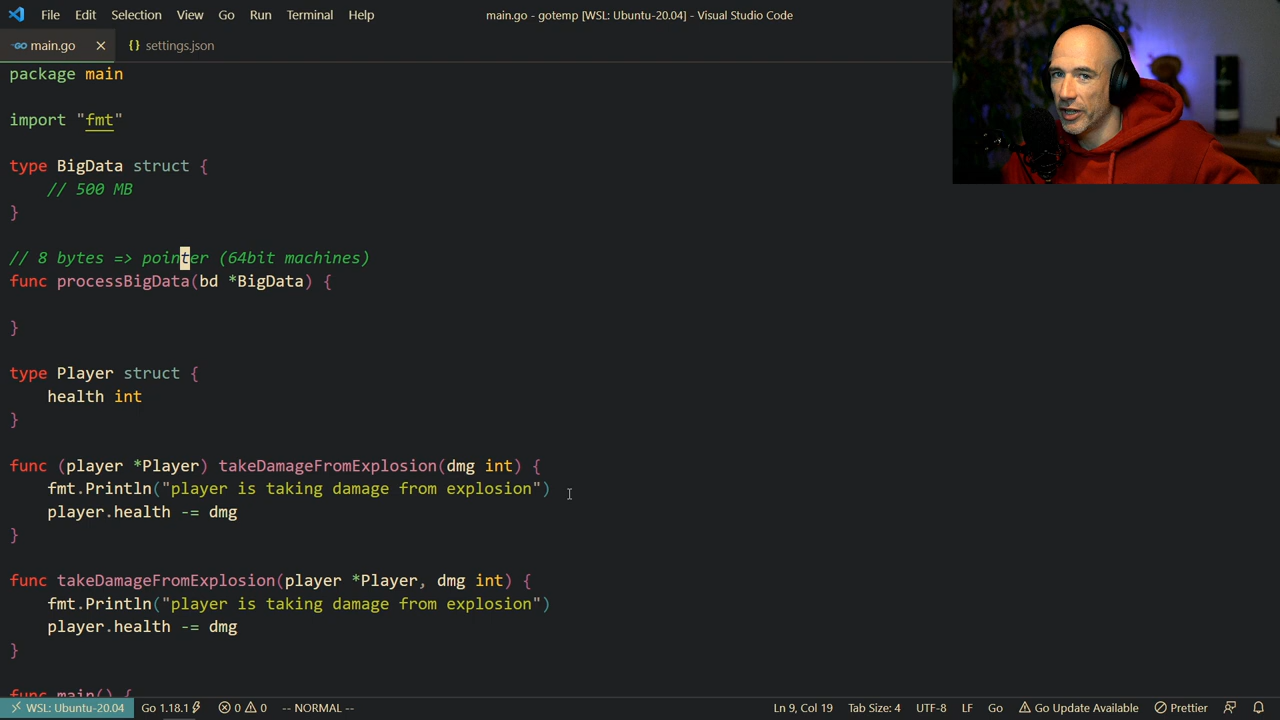 File Edit Selection View Go Run Terminal Help main.go - gotemp [WSL: Ubuntu-20.04] - Visual Studio Code
main.go settings.json
package main
import "fmt"
type BigData struct {
// 500 MB
}
// 8 bytes => pointer (64bit machines)
func processBigData(bd *BigData) {
}
type Player struct {
health int
}
func (player *Player) takeDamageFromExplosion(dmg int) {
fmt.Println("player is taking damage from explosion")
player.health -= dmg
}
func takeDamageFromExplosion(player *Player, dmg int) {
fmt.Println("player is taking damage from explosion")
player.health -= dmg
}
func main() {
WSL: Ubuntu-20.04 Go 1.18.1 0 0 -- NORMAL -- Ln 9, Col 19 Tab Size: 4 UTF-8 LF Go Go Update Available Prettier